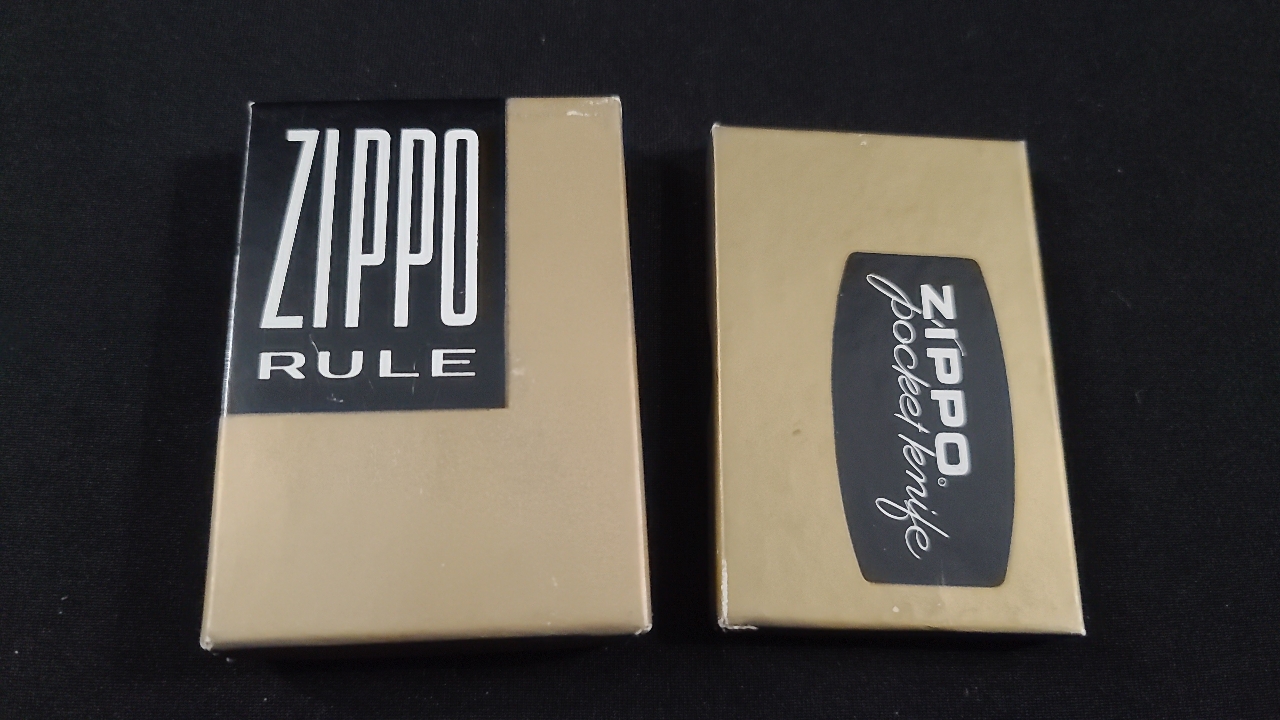 ZIPPO
RULE
ZIPPO®
pocket knife